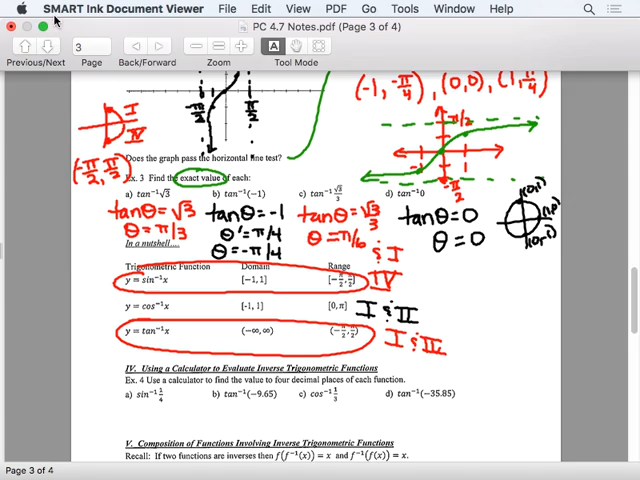 SMART Ink Document Viewer File Edit View PDF Go Tools Window Help
PC 4.7 Notes.pdf (Page 3 of 4)
3
A
Previous/Next Page Back/Forward Zoom Tool Mode
(-1, -π/4), (0,0), (1, π/4)
-π/2 π/2
I
IV
(-π/2, π/2)
π/2
-1 1
-π/2
Does the graph pass the horizontal line test?
Ex. 3 Find the exact value of each:
a) tan⁻¹√3 b) tan⁻¹(−1) c) tan⁻¹ √3/3 d) tan⁻¹0
tanθ = √3 tanθ = -1 tanθ = √3/3 tanθ = 0
θ = π/3 θ' = π/4 θ = π/6 θ = 0
θ = -π/4
In a nutshell....
Trigonometric Function Domain Range
y = sin⁻¹x [−1, 1] [−π/2, π/2] I & IV
y = cos⁻¹x [-1, 1] [0, π] I & II
y = tan⁻¹x (−∞, ∞) (−π/2, π/2)
IV. Using a Calculator to Evaluate Inverse Trigonometric Functions
Ex. 4 Use a calculator to find the value to four decimal places of each function.
a) sin⁻¹ 1/4 b) tan⁻¹(−9.65) c) cos⁻¹ 1/3 d) tan⁻¹(−35.85)
V. Composition of Functions Involving Inverse Trigonometric Functions
Recall: If two functions are inverses then f(f⁻¹(x)) = x and f⁻¹(f(x)) = x.
Page 3 of 4